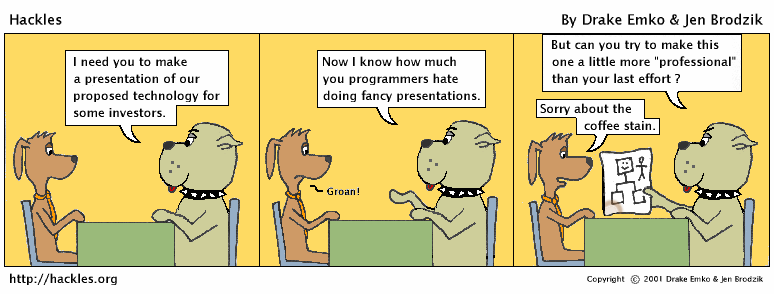 Hackles
By Drake Emko & Jen Brodzik
I need you to make
a presentation of our
proposed technology for
some investors.
Now I know how much
you programmers hate
doing fancy presentations.
Groan!
But can you try to make this
one a little more "professional"
than your last effort ?
Sorry about the
coffee stain.
http://hackles.org
Copyright © 2001 Drake Emko & Jen Brodzik